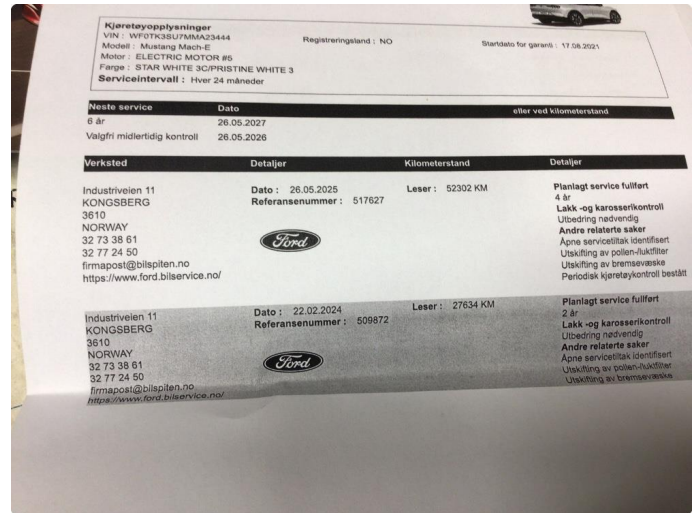 Kjøretøyopplysninger
VIN : WF0TK3SU7MMA23444
Registreringsland : NO
Startdato for garanti : 17.08.2021
Modell : Mustang Mach-E
Motor : ELECTRIC MOTOR #5
Farge : STAR WHITE 3C/PRISTINE WHITE 3
Serviceintervall : Hver 24 måneder
Neste service Dato eller ved kilometerstand
6 år 26.05.2027
Valgfri midlertidig kontroll 26.05.2026
Verksted Detaljer Kilometerstand Detaljer
Industriveien 11
KONGSBERG
3610
NORWAY
32 73 38 61
32 77 24 50
firmapost@bilspiten.no
https://www.ford.bilservice.no/
Dato : 26.05.2025
Referansenummer : 517627
Ford
Leser : 52302 KM
Planlagt service fullført
4 år
Lakk -og karosserikontroll
Utbedring nødvendig
Andre relaterte saker
Åpne servicetiltak identifisert
Utskifting av pollen-/luktfilter
Utskifting av bremsevæske
Periodisk kjøretøykontroll bestått
Industriveien 11
KONGSBERG
3610
NORWAY
32 73 38 61
32 77 24 50
firmapost@bilspiten.no
https://www.ford.bilservice.no/
Dato : 22.02.2024
Referansenummer : 509872
Ford
Leser : 27634 KM
Planlagt service fullført
2 år
Lakk -og karosserikontroll
Utbedring nødvendig
Andre relaterte saker
Åpne servicetiltak identifisert
Utskifting av pollen-/luktfilter
Utskifting av bremsevæske